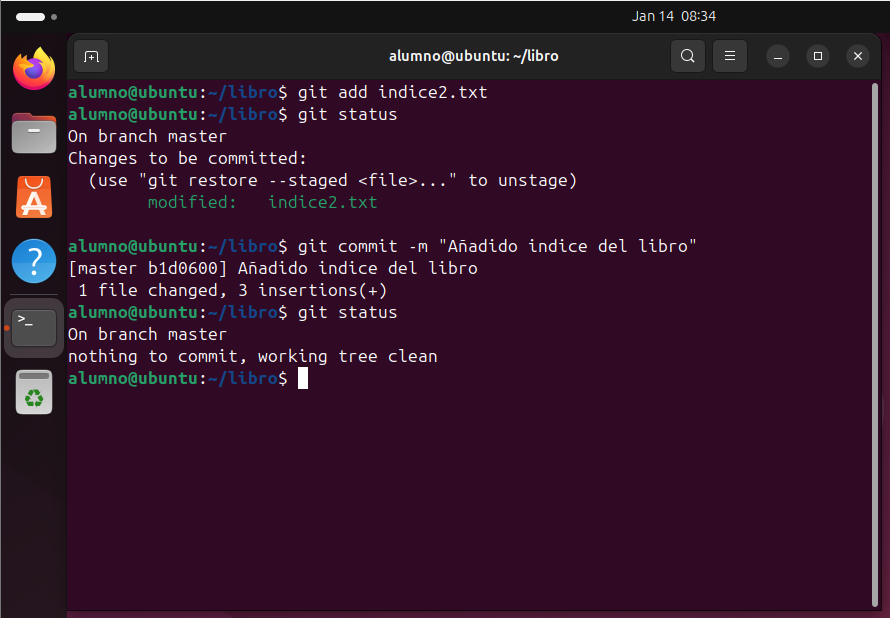 Jan 14 08:34
alumno@ubuntu: ~/libro
alumno@ubuntu:~/libro$ git add indice2.txt
alumno@ubuntu:~/libro$ git status
On branch master
Changes to be committed:
  (use "git restore --staged <file>..." to unstage)
        modified:   indice2.txt
alumno@ubuntu:~/libro$ git commit -m "Añadido indice del libro"
[master b1d0600] Añadido indice del libro
 1 file changed, 3 insertions(+)
alumno@ubuntu:~/libro$ git status
On branch master
nothing to commit, working tree clean
alumno@ubuntu:~/libro$